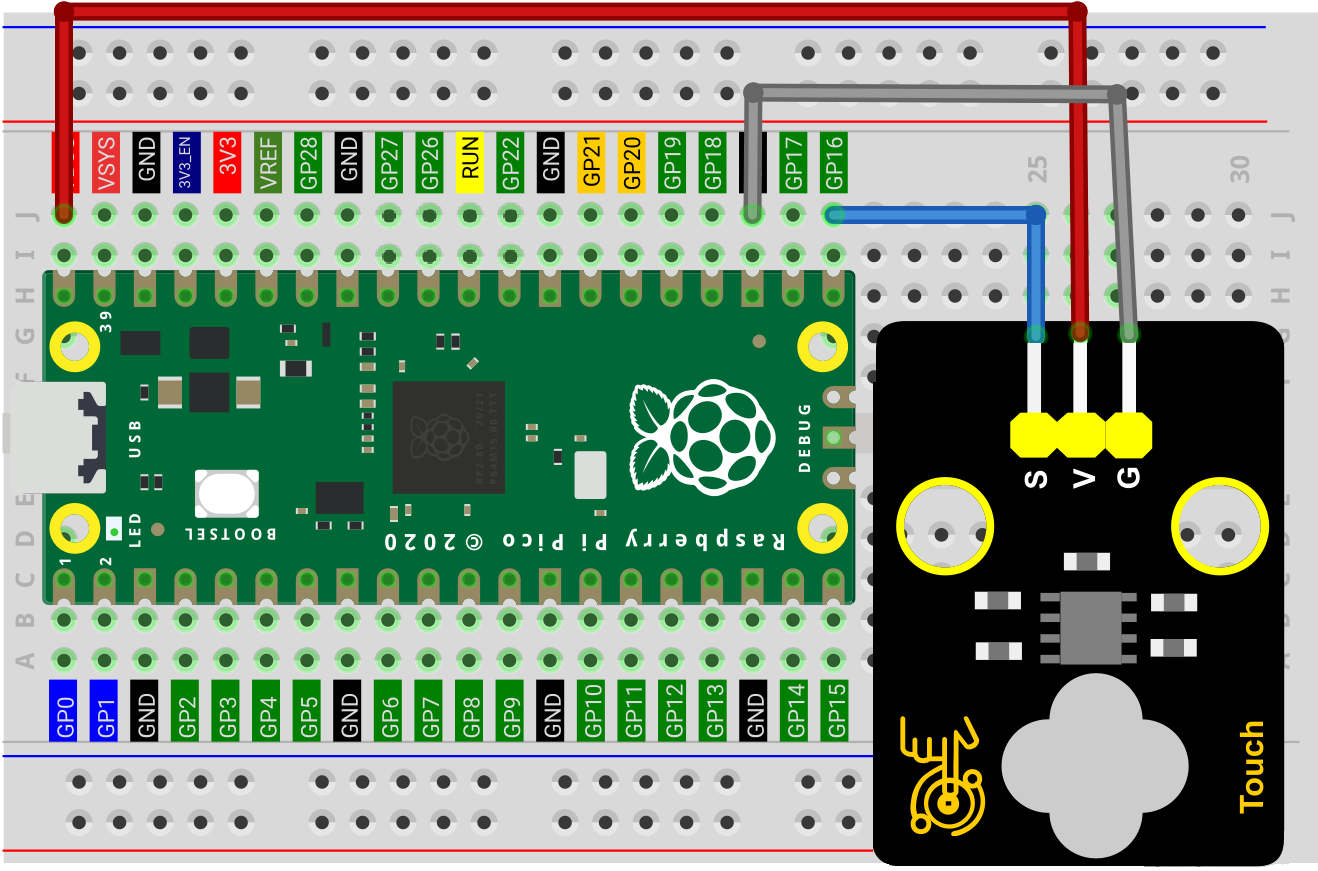 VSYS
GND
3V3_EN
3V3
VREF
GP28
GND
GP27
GP26
RUN
GP22
GND
GP21
GP20
GP19
GP18
GP17
GP16
25
30
J
J
I
I
H
H
G
F
E
D
C
B
A
39
USB
DEBUG
LED
BOOTSEL
1
2
Raspberry Pi Pico © 2020
S
V
G
Touch
GP0
GP1
GND
GP2
GP3
GP4
GP5
GND
GP6
GP7
GP8
GP9
GND
GP10
GP11
GP12
GP13
GND
GP14
GP15